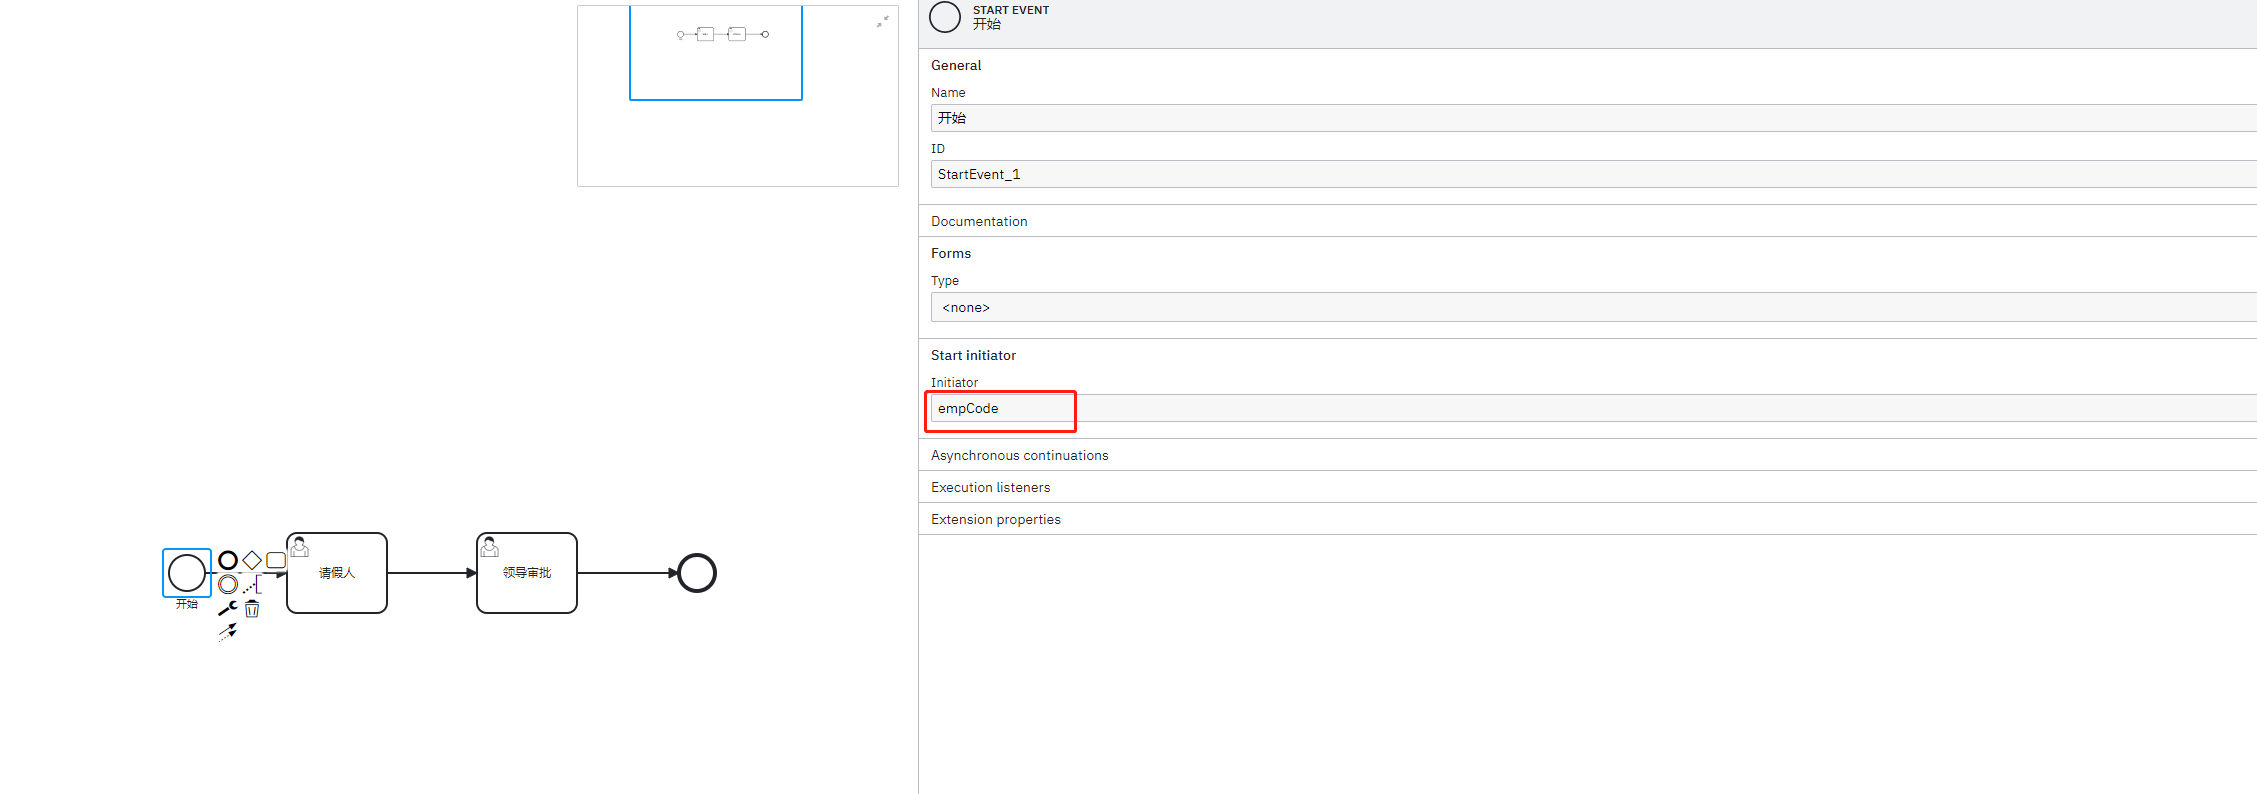 START EVENT
开始
General
Name
开始
ID
StartEvent_1
Documentation
Forms
Type
<none>
Start initiator
Initiator
empCode
Asynchronous continuations
Execution listeners
Extension properties
开始
请假人
领导审批